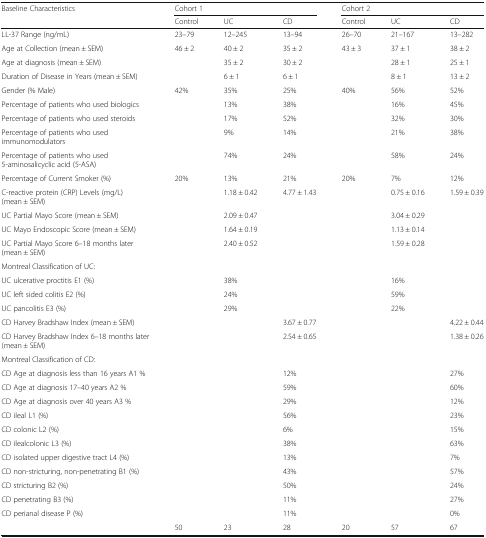 Baseline Characteristics Cohort 1 Cohort 2
Control UC CD Control UC CD
LL-37 Range (ng/mL) 23–79 12–245 13–94 26–70 21–167 13–282
Age at Collection (mean ± SEM) 46 ± 2 40 ± 2 35 ± 2 43 ± 3 37 ± 1 38 ± 2
Age at diagnosis (mean ± SEM) 35 ± 2 30 ± 2 28 ± 1 25 ± 1
Duration of Disease in Years (mean ± SEM) 6 ± 1 6 ± 1 8 ± 1 13 ± 2
Gender (% Male) 42% 35% 25% 40% 56% 52%
Percentage of patients who used biologics 13% 38% 16% 45%
Percentage of patients who used steroids 17% 52% 32% 30%
Percentage of patients who used 9% 14% 21% 38%
immunomodulators
Percentage of patients who used 74% 24% 58% 24%
5-aminosalicyclic acid (5-ASA)
Percentage of Current Smoker (%) 20% 13% 21% 20% 7% 12%
C-reactive protein (CRP) Levels (mg/L) 1.18 ± 0.42 4.77 ± 1.43 0.75 ± 0.16 1.59 ± 0.39
(mean ± SEM)
UC Partial Mayo Score (mean ± SEM) 2.09 ± 0.47 3.04 ± 0.29
UC Mayo Endoscopic Score (mean ± SEM) 1.64 ± 0.19 1.13 ± 0.14
UC Partial Mayo Score 6–18 months later 2.40 ± 0.52 1.59 ± 0.28
(mean ± SEM)
Montreal Classification of UC:
UC ulcerative proctitis E1 (%) 38% 16%
UC left sided colitis E2 (%) 24% 59%
UC pancolitis E3 (%) 29% 22%
CD Harvey Bradshaw Index (mean ± SEM) 3.67 ± 0.77 4.22 ± 0.44
CD Harvey Bradshaw Index 6–18 months later 2.54 ± 0.65 1.38 ± 0.26
(mean ± SEM)
Montreal Classification of CD:
CD Age at diagnosis less than 16 years A1 % 12% 27%
CD Age at diagnosis 17–40 years A2 % 59% 60%
CD Age at diagnosis over 40 years A3 % 29% 12%
CD ileal L1 (%) 56% 23%
CD colonic L2 (%) 6% 15%
CD ilealcolonic L3 (%) 38% 63%
CD isolated upper digestive tract L4 (%) 13% 7%
CD non-stricturing, non-penetrating B1 (%) 43% 57%
CD stricturing B2 (%) 50% 24%
CD penetrating B3 (%) 11% 27%
CD perianal disease P (%) 11% 0%
50 23 28 20 57 67